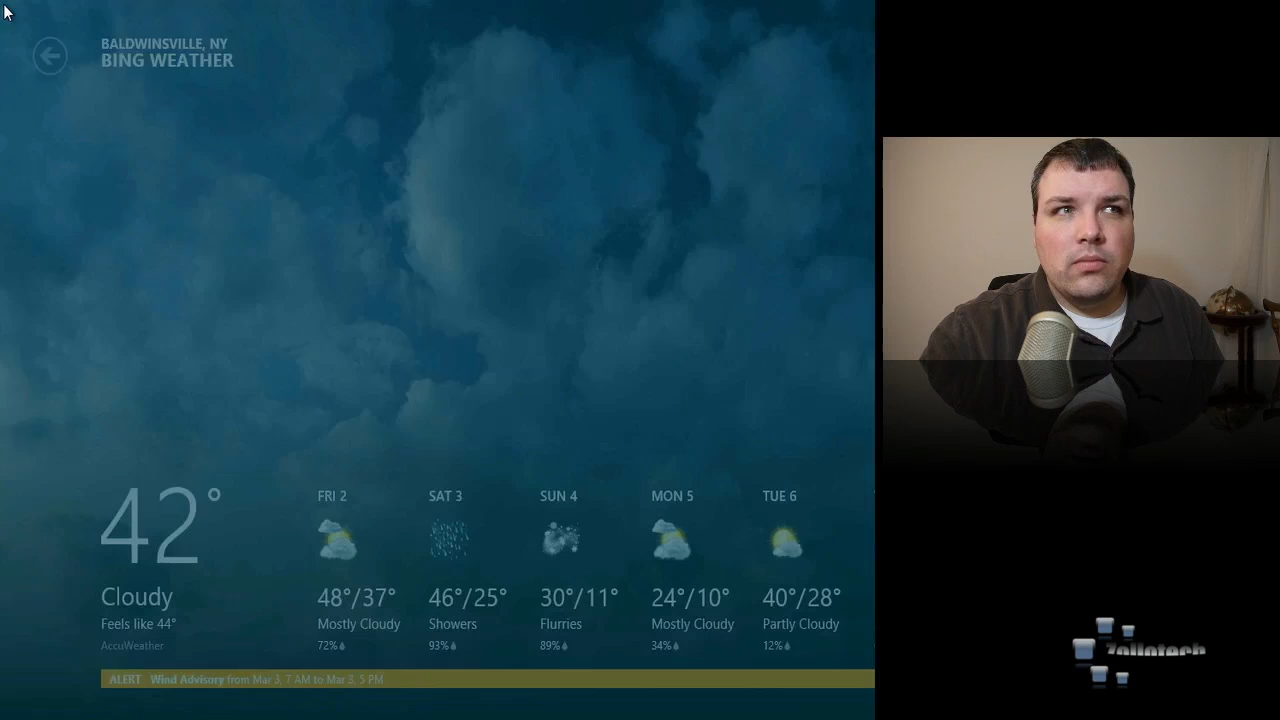 BALDWINSVILLE, NY
BING WEATHER
42°
Cloudy
Feels like 44°
AccuWeather
FRI 2
48°/37°
Mostly Cloudy
72%
SAT 3
46°/25°
Showers
93%
SUN 4
30°/11°
Flurries
89%
MON 5
24°/10°
Mostly Cloudy
34%
TUE 6
40°/28°
Partly Cloudy
12%
ALERT Wind Advisory from Mar 3, 7 AM to Mar 3, 5 PM
Zollotech